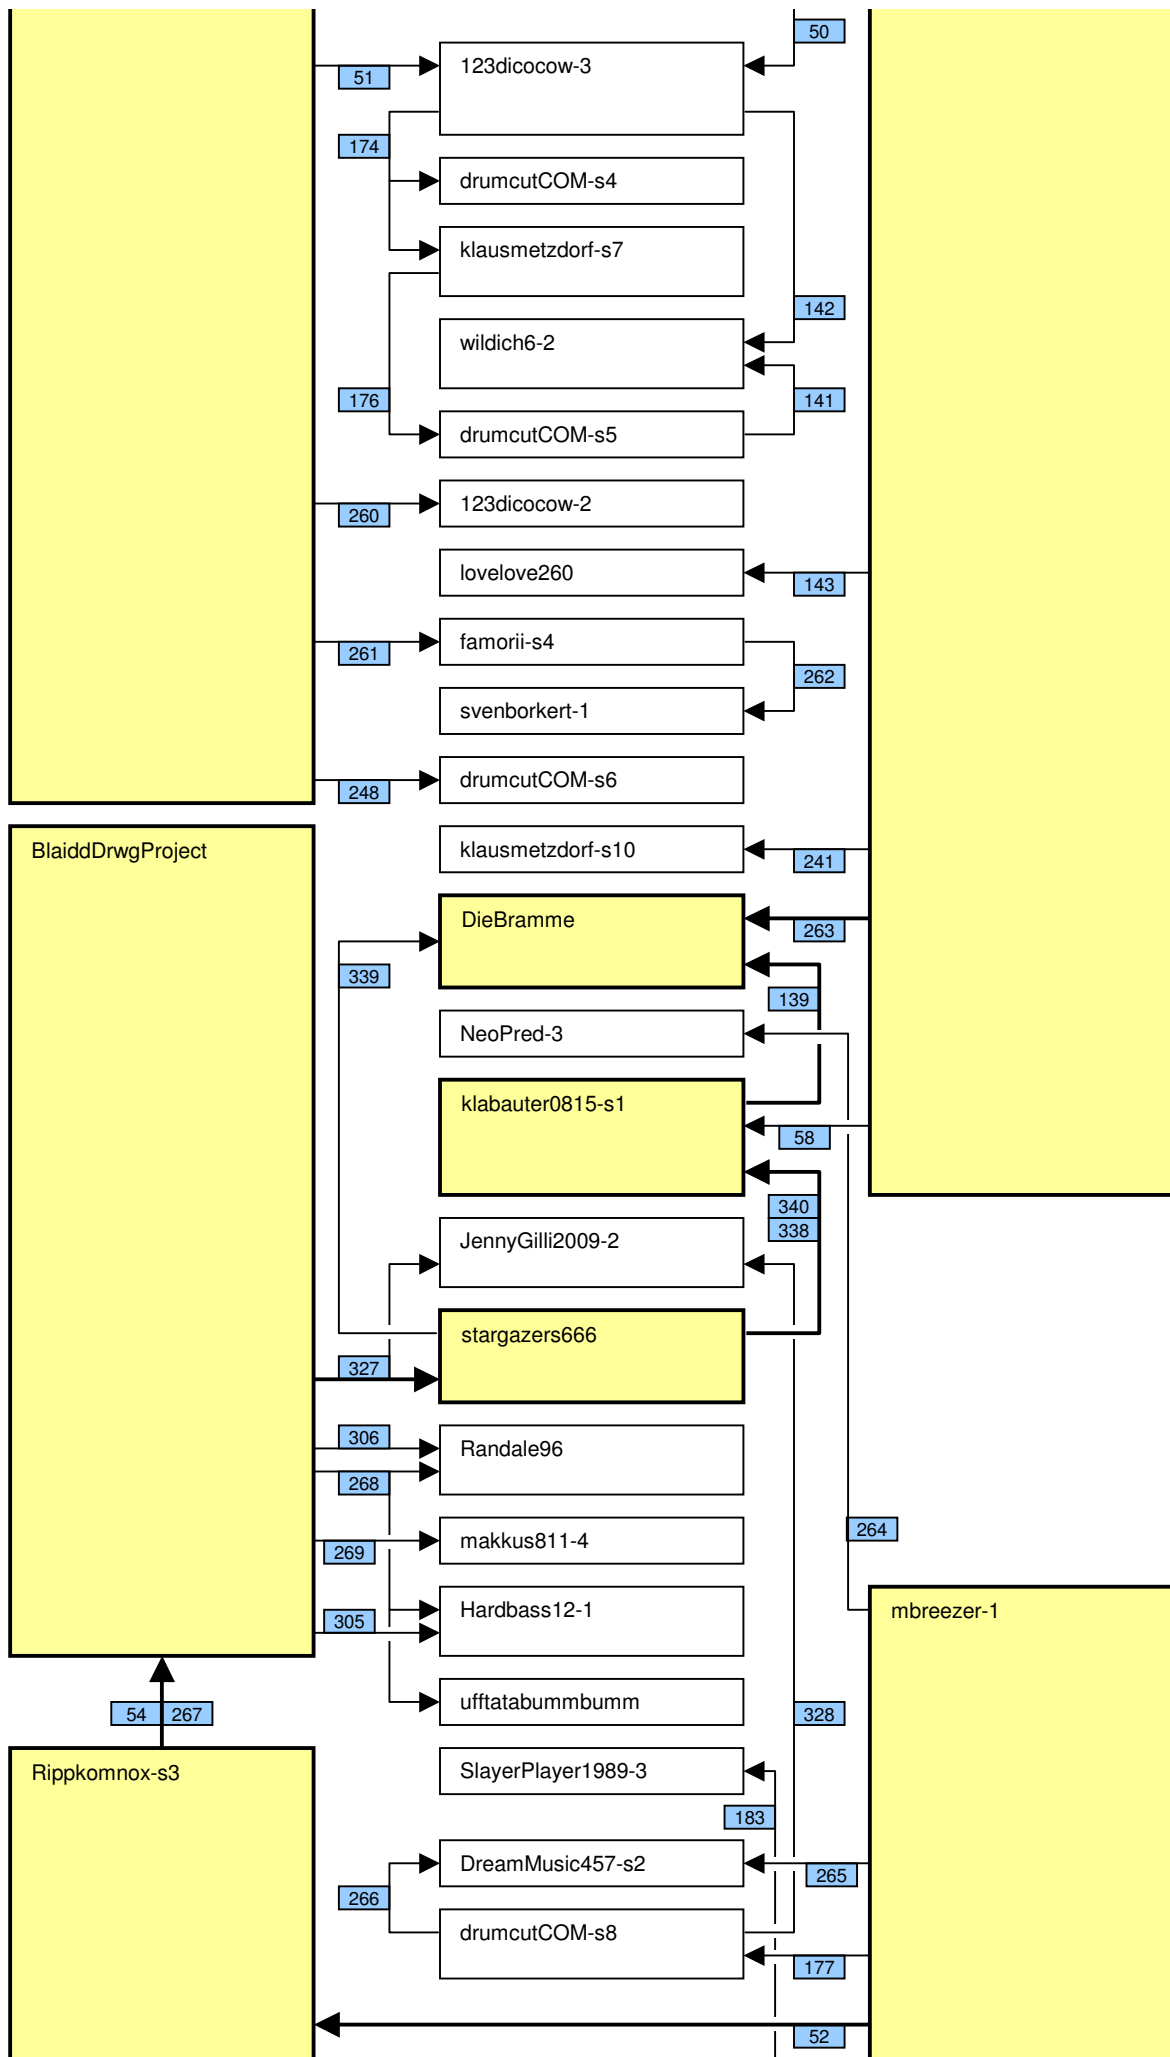 50
123dicocow-3
51
174
drumcutCOM-s4
klausmetzdorf-s7
142
wildich6-2
176
141
drumcutCOM-s5
123dicocow-2
260
lovelove260
143
famorii-s4
261
262
svenborkert-1
drumcutCOM-s6
248
BlaiddDrwgProject
klausmetzdorf-s10
241
DieBramme
263
339
139
NeoPred-3
klabauter0815-s1
58
340
338
JennyGilli2009-2
stargazers666
327
306
Randale96
268
264
makkus811-4
269
Hardbass12-1
mbreezer-1
305
ufftatabummbumm
54
267
328
SlayerPlayer1989-3
Rippkomnox-s3
183
DreamMusic457-s2
265
266
drumcutCOM-s8
177
52